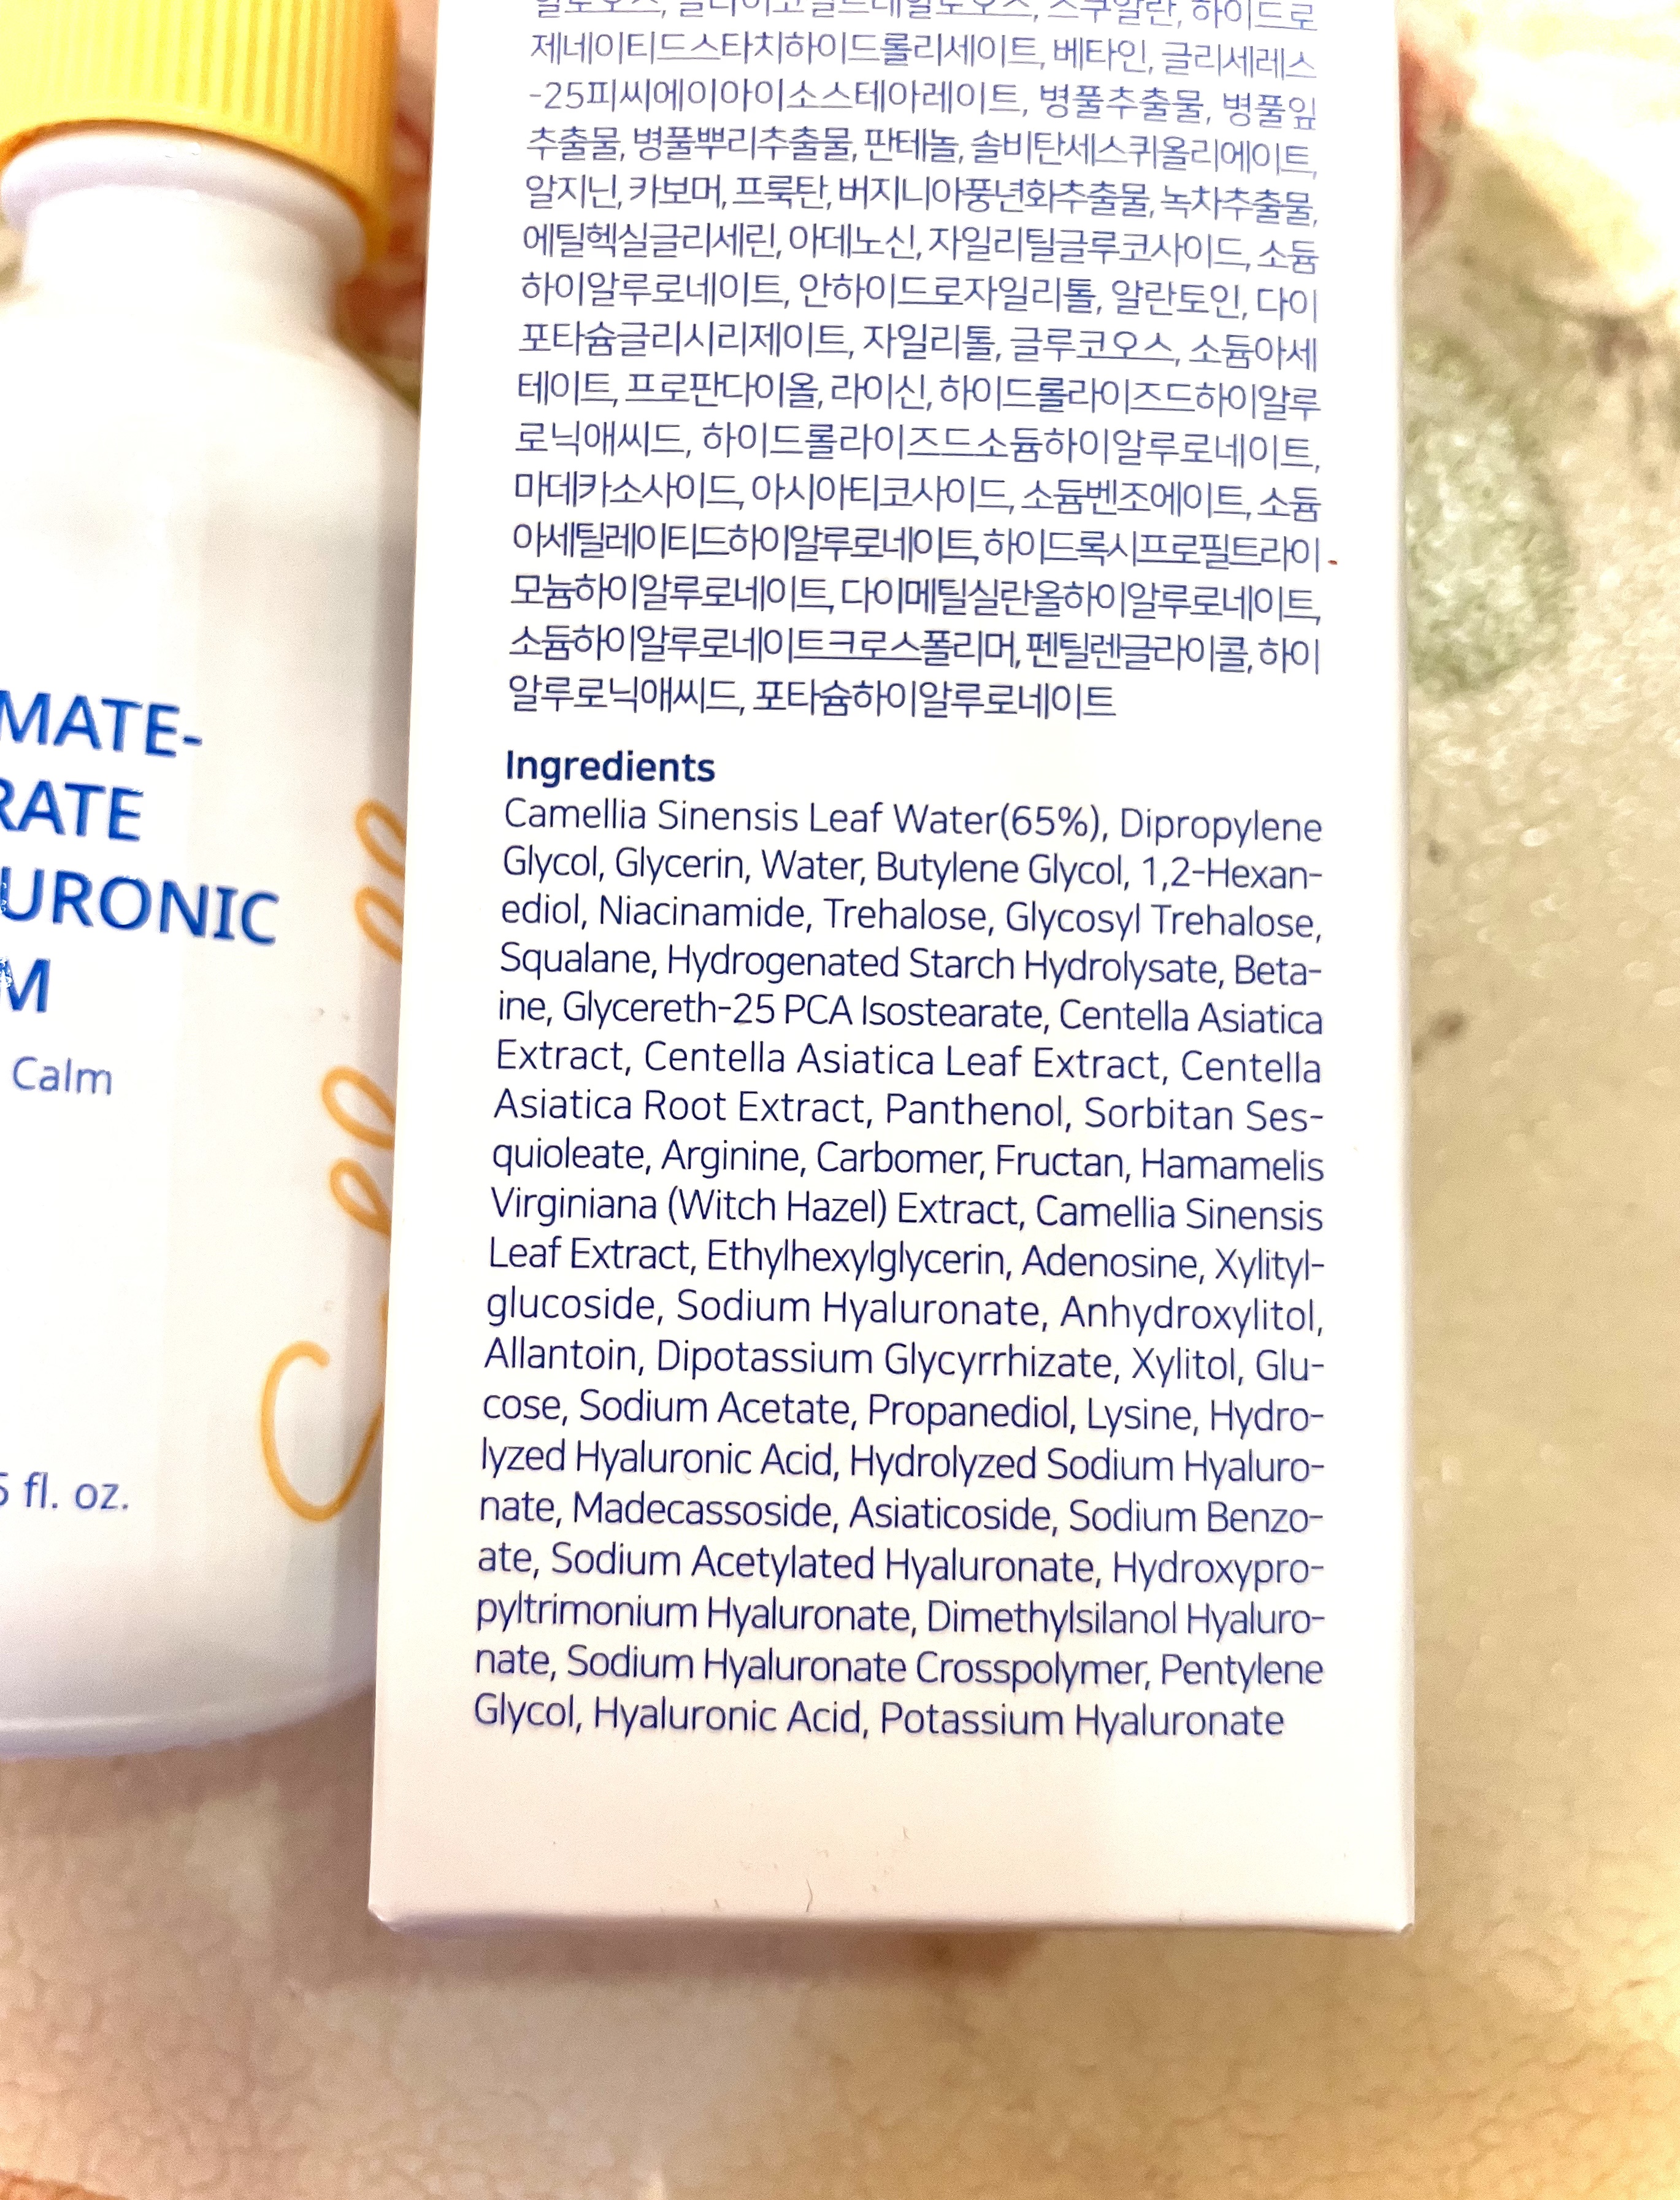 제네이티드스타치하이드롤리세이트, 베타인, 글리세레스
-25피씨에이아이소스테아레이트, 병풀추출물, 병풀잎
추출물, 병풀뿌리추출물, 판테놀, 솔비탄세스퀴올리에이트,
알지닌, 카보머, 프룩탄, 버지니아풍년화추출물, 녹차추출물,
에틸헥실글리세린, 아데노신, 자일리틸글루코사이드, 소듐
하이알루로네이트, 안하이드로자일리톨, 알란토인, 다이
포타슘글리시리제이트, 자일리톨, 글루코오스, 소듐아세
테이트, 프로판다이올, 라이신, 하이드롤라이즈드하이알루
로닉애씨드, 하이드롤라이즈드소듐하이알루로네이트,
마데카소사이드, 아시아티코사이드, 소듐벤조에이트, 소듐
아세틸레이티드하이알루로네이트, 하이드록시프로필트라이
모늄하이알루로네이트, 다이메틸실란올하이알루로네이트,
소듐하이알루로네이트크로스폴리머, 펜틸렌글라이콜, 하이
알루로닉애씨드, 포타슘하이알루로네이트
Ingredients
Camellia Sinensis Leaf Water(65%), Dipropylene
Glycol, Glycerin, Water, Butylene Glycol, 1,2-Hexan-
ediol, Niacinamide, Trehalose, Glycosyl Trehalose,
Squalane, Hydrogenated Starch Hydrolysate, Beta-
ine, Glycereth-25 PCA Isostearate, Centella Asiatica
Extract, Centella Asiatica Leaf Extract, Centella
Asiatica Root Extract, Panthenol, Sorbitan Ses-
quioleate, Arginine, Carbomer, Fructan, Hamamelis
Virginiana (Witch Hazel) Extract, Camellia Sinensis
Leaf Extract, Ethylhexylglycerin, Adenosine, Xylityl-
glucoside, Sodium Hyaluronate, Anhydroxylitol,
Allantoin, Dipotassium Glycyrrhizate, Xylitol, Glu-
cose, Sodium Acetate, Propanediol, Lysine, Hydro-
lyzed Hyaluronic Acid, Hydrolyzed Sodium Hyaluro-
nate, Madecassoside, Asiaticoside, Sodium Benzo-
ate, Sodium Acetylated Hyaluronate, Hydroxypro-
pyltrimonium Hyaluronate, Dimethylsilanol Hyaluro-
nate, Sodium Hyaluronate Crosspolymer, Pentylene
Glycol, Hyaluronic Acid, Potassium Hyaluronate
MATE-
RATE
URONIC
M
Calm
fl. oz.